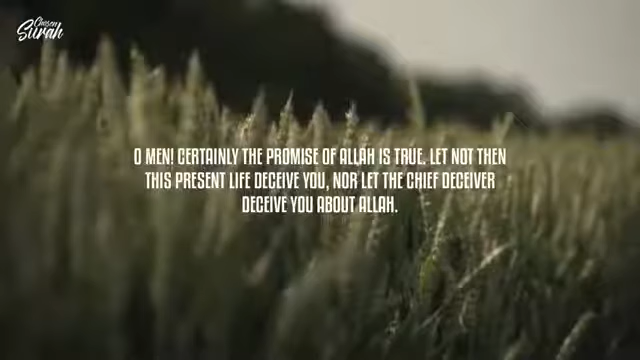 Chosen
Surah
O MEN! CERTAINLY THE PROMISE OF ALLAH IS TRUE. LET NOT THEN
THIS PRESENT LIFE DECEIVE YOU, NOR LET THE CHIEF DECEIVER
DECEIVE YOU ABOUT ALLAH.